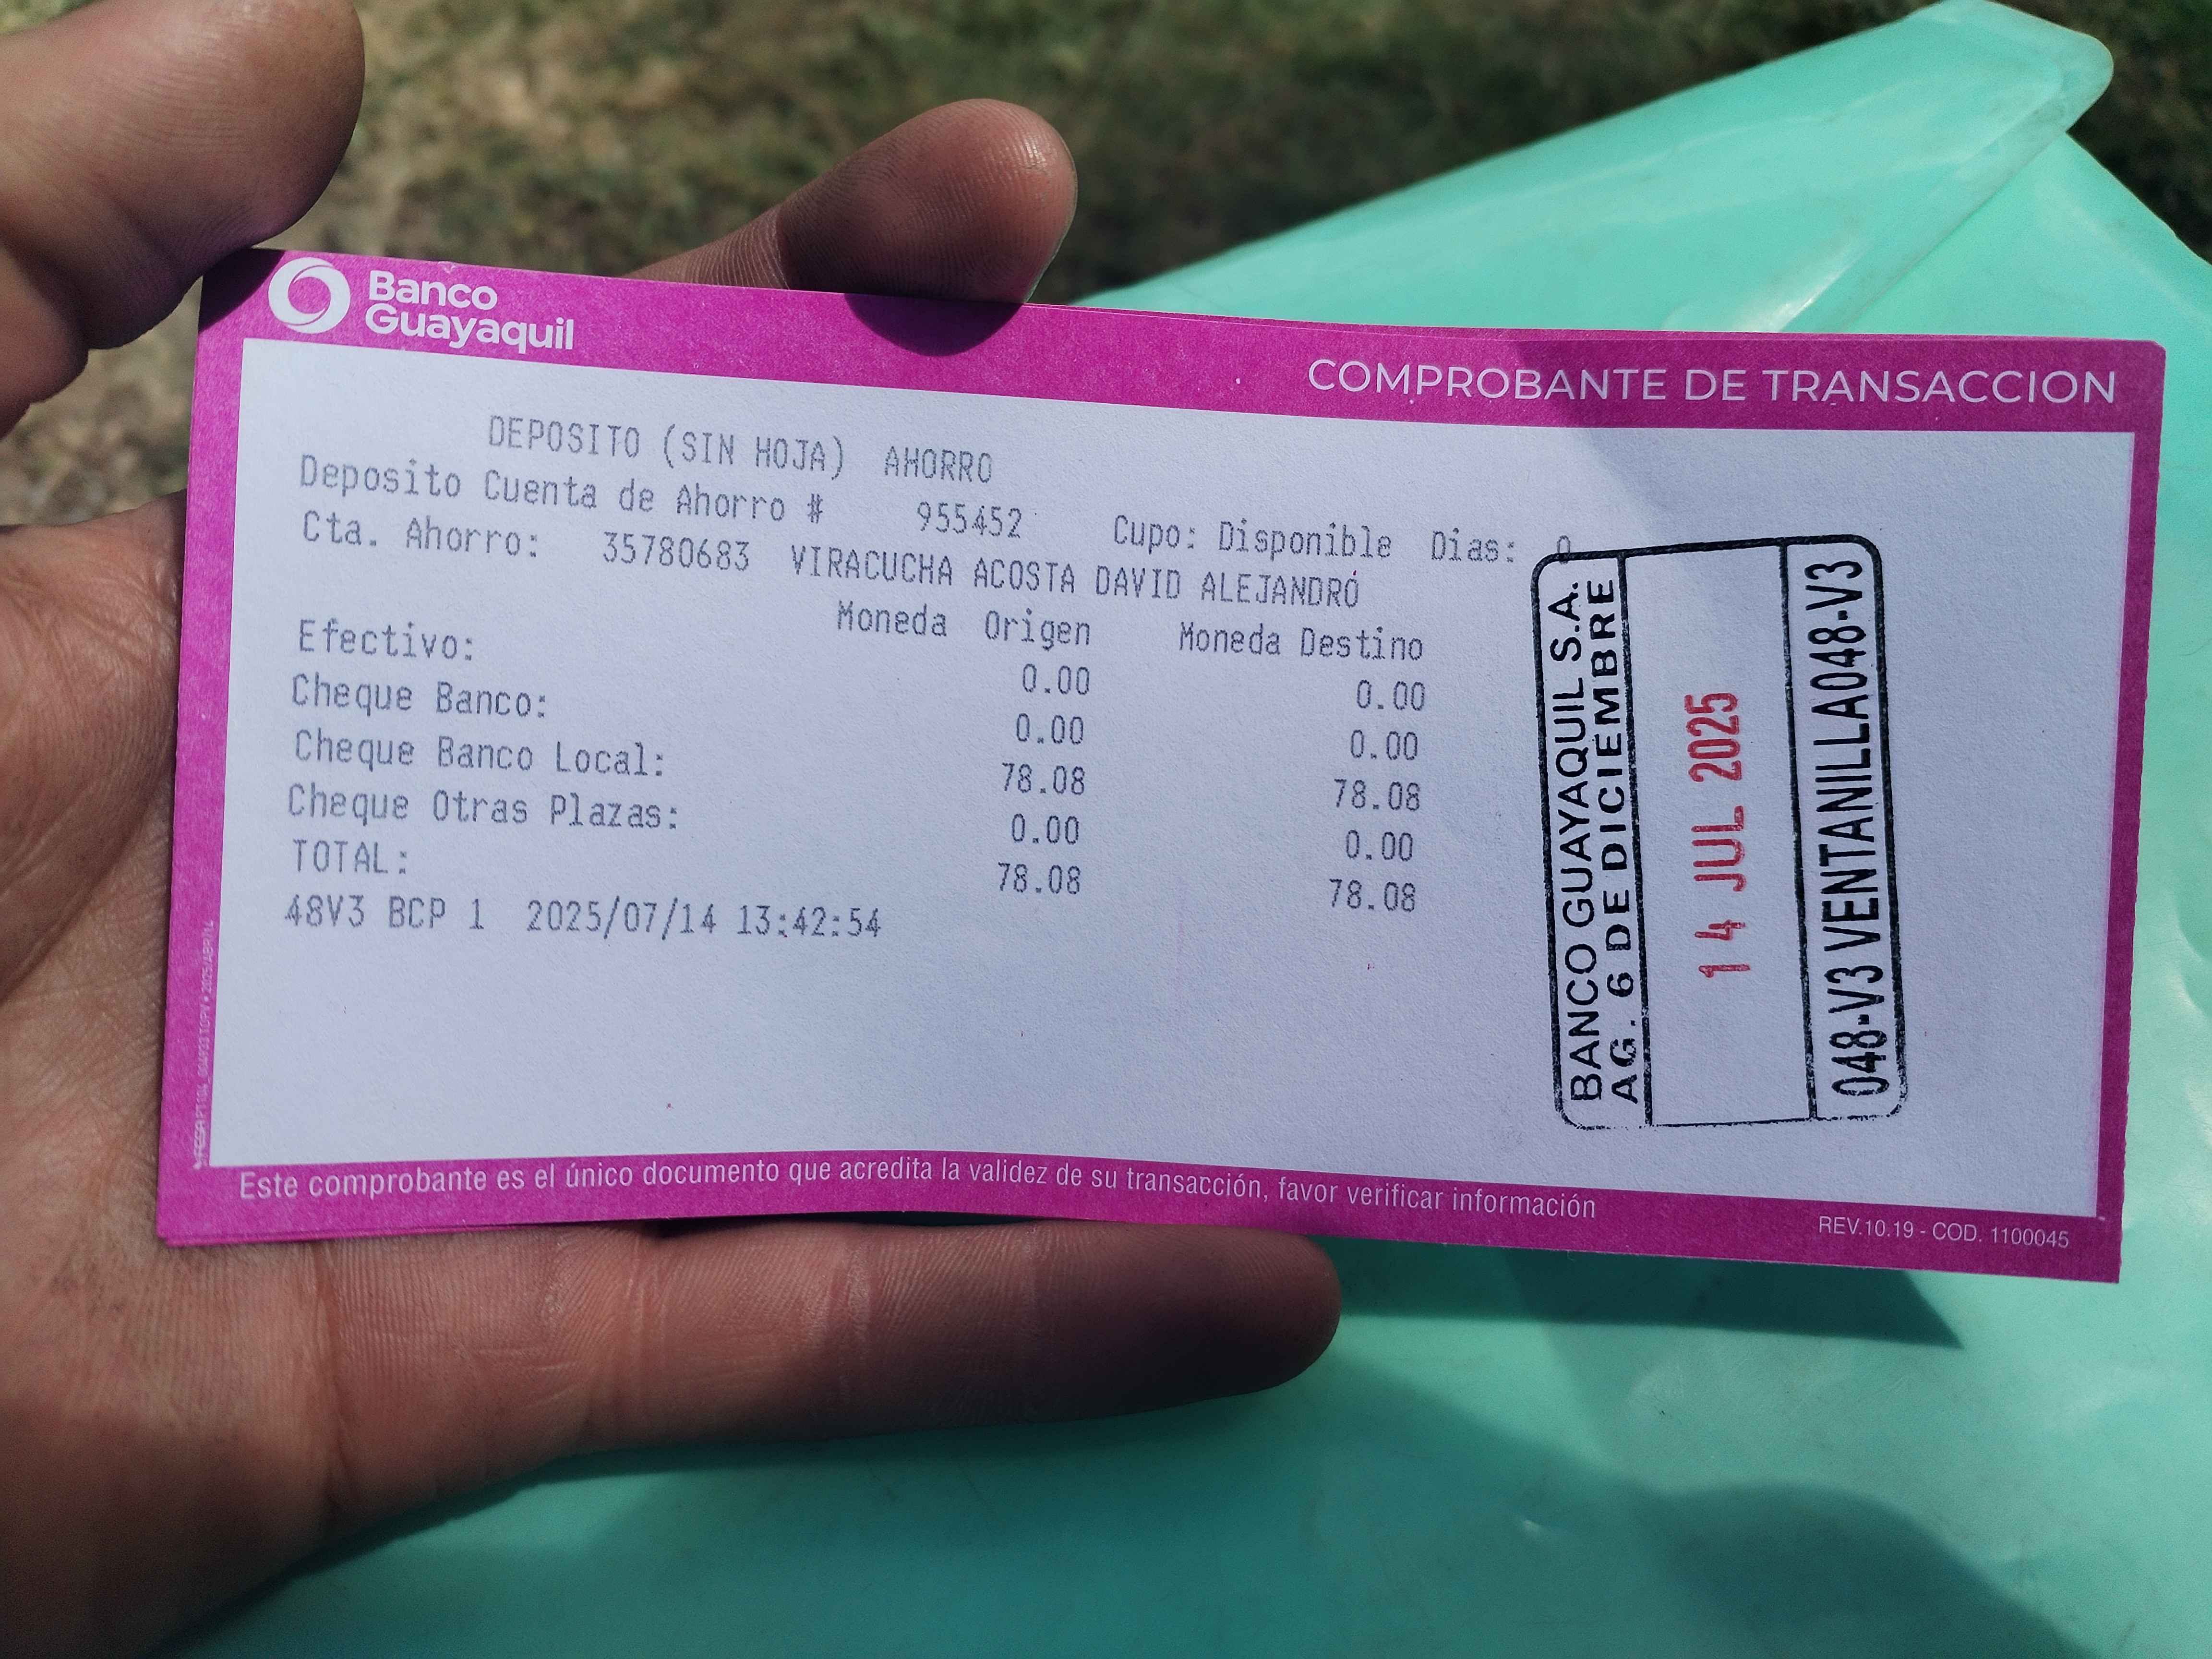 Banco
Guayaquil
COMPROBANTE DE TRANSACCION
DEPOSITO (SIN HOJA) AHORRO
Deposito Cuenta de Ahorro # 955452 Cupo: Disponible Dias: 0
Cta. Ahorro: 35780683 VIRACUCHA ACOSTA DAVID ALEJANDRO
Moneda Origen Moneda Destino
Efectivo: 0.00 0.00
Cheque Banco: 0.00 0.00
Cheque Banco Local: 78.08 78.08
Cheque Otras Plazas: 0.00 0.00
TOTAL: 78.08 78.08
48V3 BCP 1 2025/07/14 13:42:54
BANCO GUAYAQUIL S.A.
AG. 6 DE DICIEMBRE
14 JUL 2025
048-V3 VENTANILLA048-V3
Este comprobante es el único documento que acredita la validez de su transacción, favor verificar información
REV.10.19 - COD. 1100045